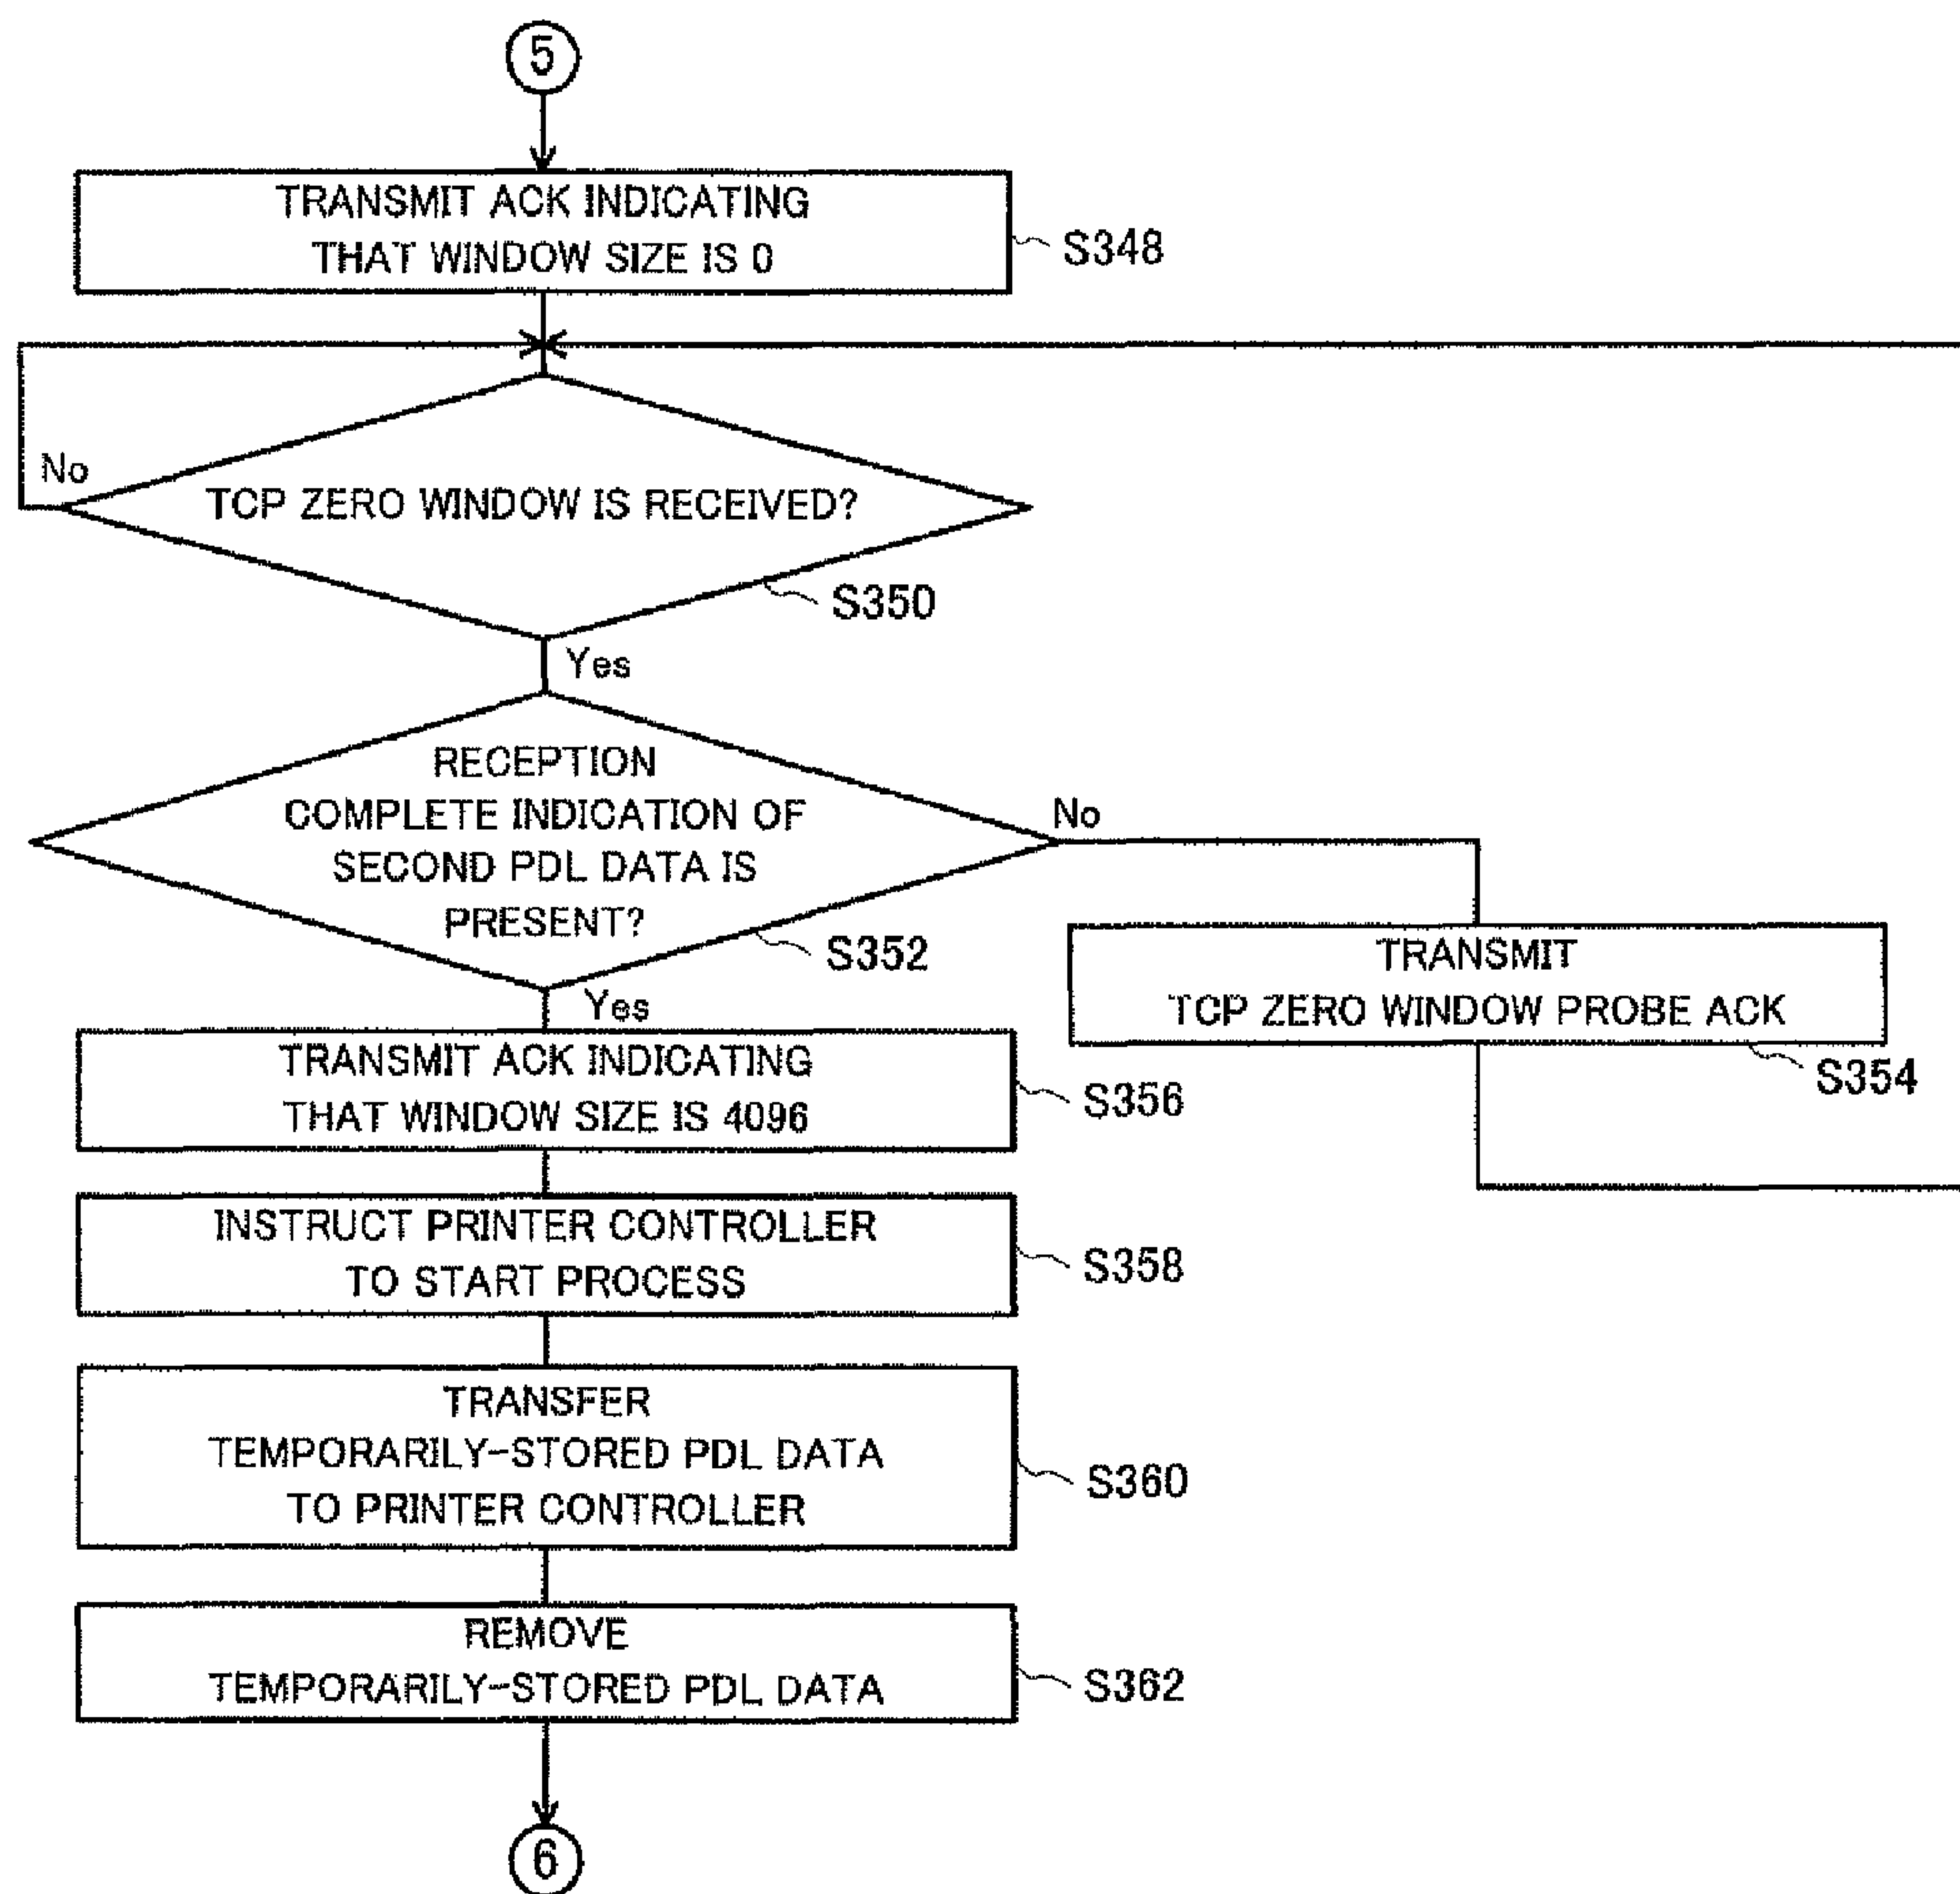 5
TRANSMIT ACK INDICATING
THAT WINDOW SIZE IS 0
S348
No
TCP ZERO WINDOW IS RECEIVED?
S350
Yes
RECEPTION
COMPLETE INDICATION OF
SECOND PDL DATA IS
PRESENT?
S352
No
TRANSMIT
TCP ZERO WINDOW PROBE ACK
S354
Yes
TRANSMIT ACK INDICATING
THAT WINDOW SIZE IS 4096
S356
INSTRUCT PRINTER CONTROLLER
TO START PROCESS
S358
TRANSFER
TEMPORARILY-STORED PDL DATA
TO PRINTER CONTROLLER
S360
REMOVE
TEMPORARILY-STORED PDL DATA
S362
6